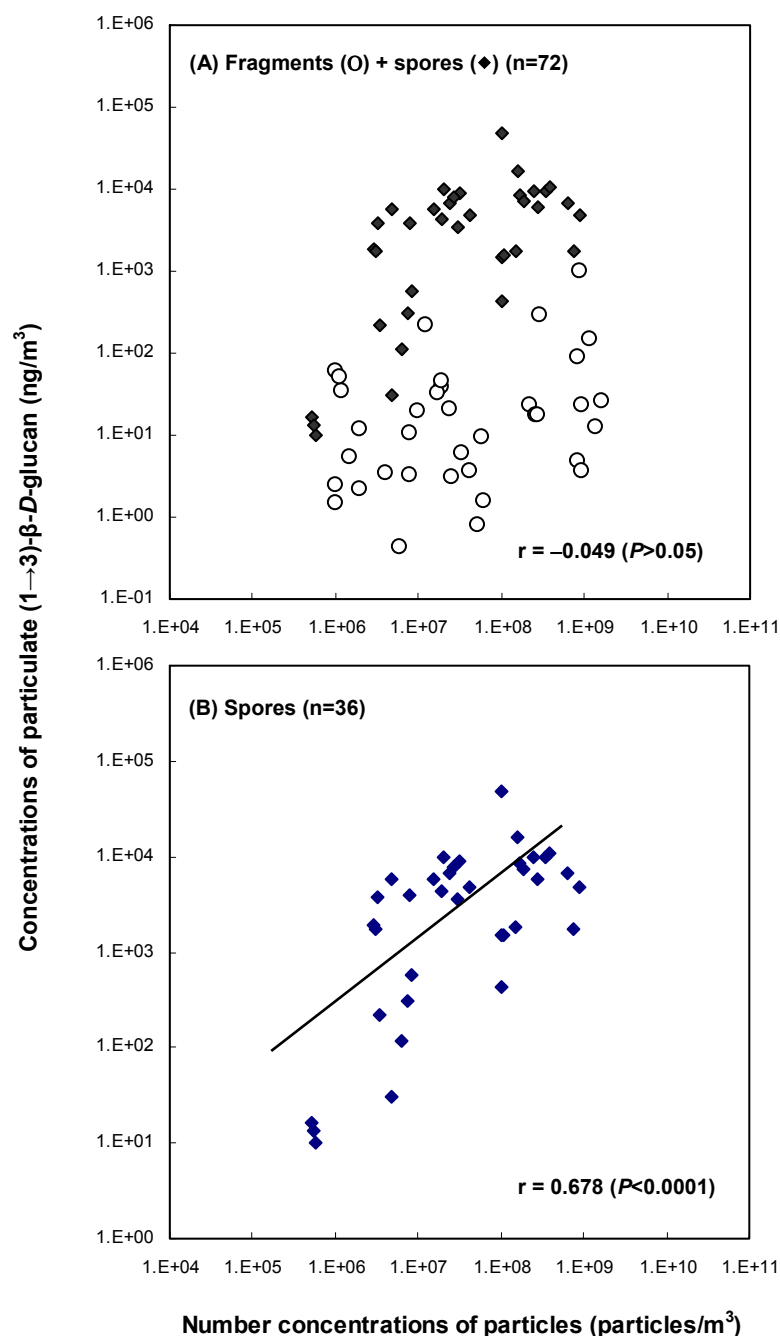 Concentrations of particulate (1→3)-β-D-glucan (ng/m³)
1.E+06
(A) Fragments (O) + spores (◆) (n=72)
1.E+05
1.E+04
1.E+03
1.E+02
1.E+01
1.E+00
r = –0.049 (P>0.05)
1.E-01
1.E+04 1.E+05 1.E+06 1.E+07 1.E+08 1.E+09 1.E+10 1.E+11
1.E+06
(B) Spores (n=36)
1.E+05
1.E+04
1.E+03
1.E+02
1.E+01
r = 0.678 (P<0.0001)
1.E+00
1.E+04 1.E+05 1.E+06 1.E+07 1.E+08 1.E+09 1.E+10 1.E+11
Number concentrations of particles (particles/m³)